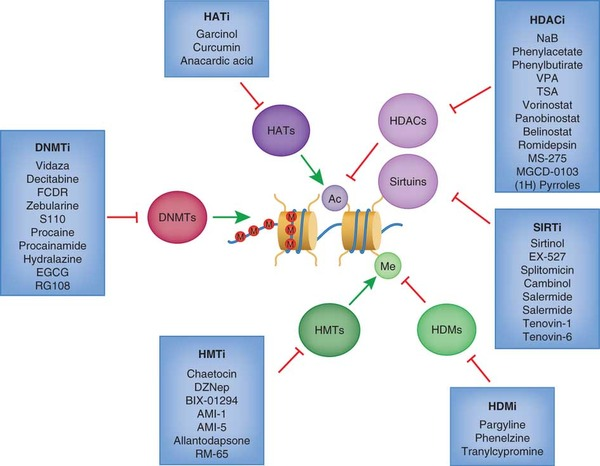 HATi
Garcinol
Curcumin
Anacardic acid
HDACi
NaB
Phenylacetate
Phenylbutirate
VPA
TSA
Vorinostat
Panobinostat
Belinostat
Romidepsin
MS-275
MGCD-0103
(1H) Pyrroles
HATs
HDACs
DNMTi
Vidaza
Decitabine
FCDR
Zebularine
S110
Procaine
Procainamide
Hydralazine
EGCG
RG108
DNMTs
Ac
Sirtuins
M
M
M
M
M
M
Me
SIRTi
Sirtinol
EX-527
Splitomicin
Cambinol
Salermide
Salermide
Tenovin-1
Tenovin-6
HMTs
HDMs
HMTi
Chaetocin
DZNep
BIX-01294
AMI-1
AMI-5
Allantodapsone
RM-65
HDMi
Pargyline
Phenelzine
Tranylcypromine